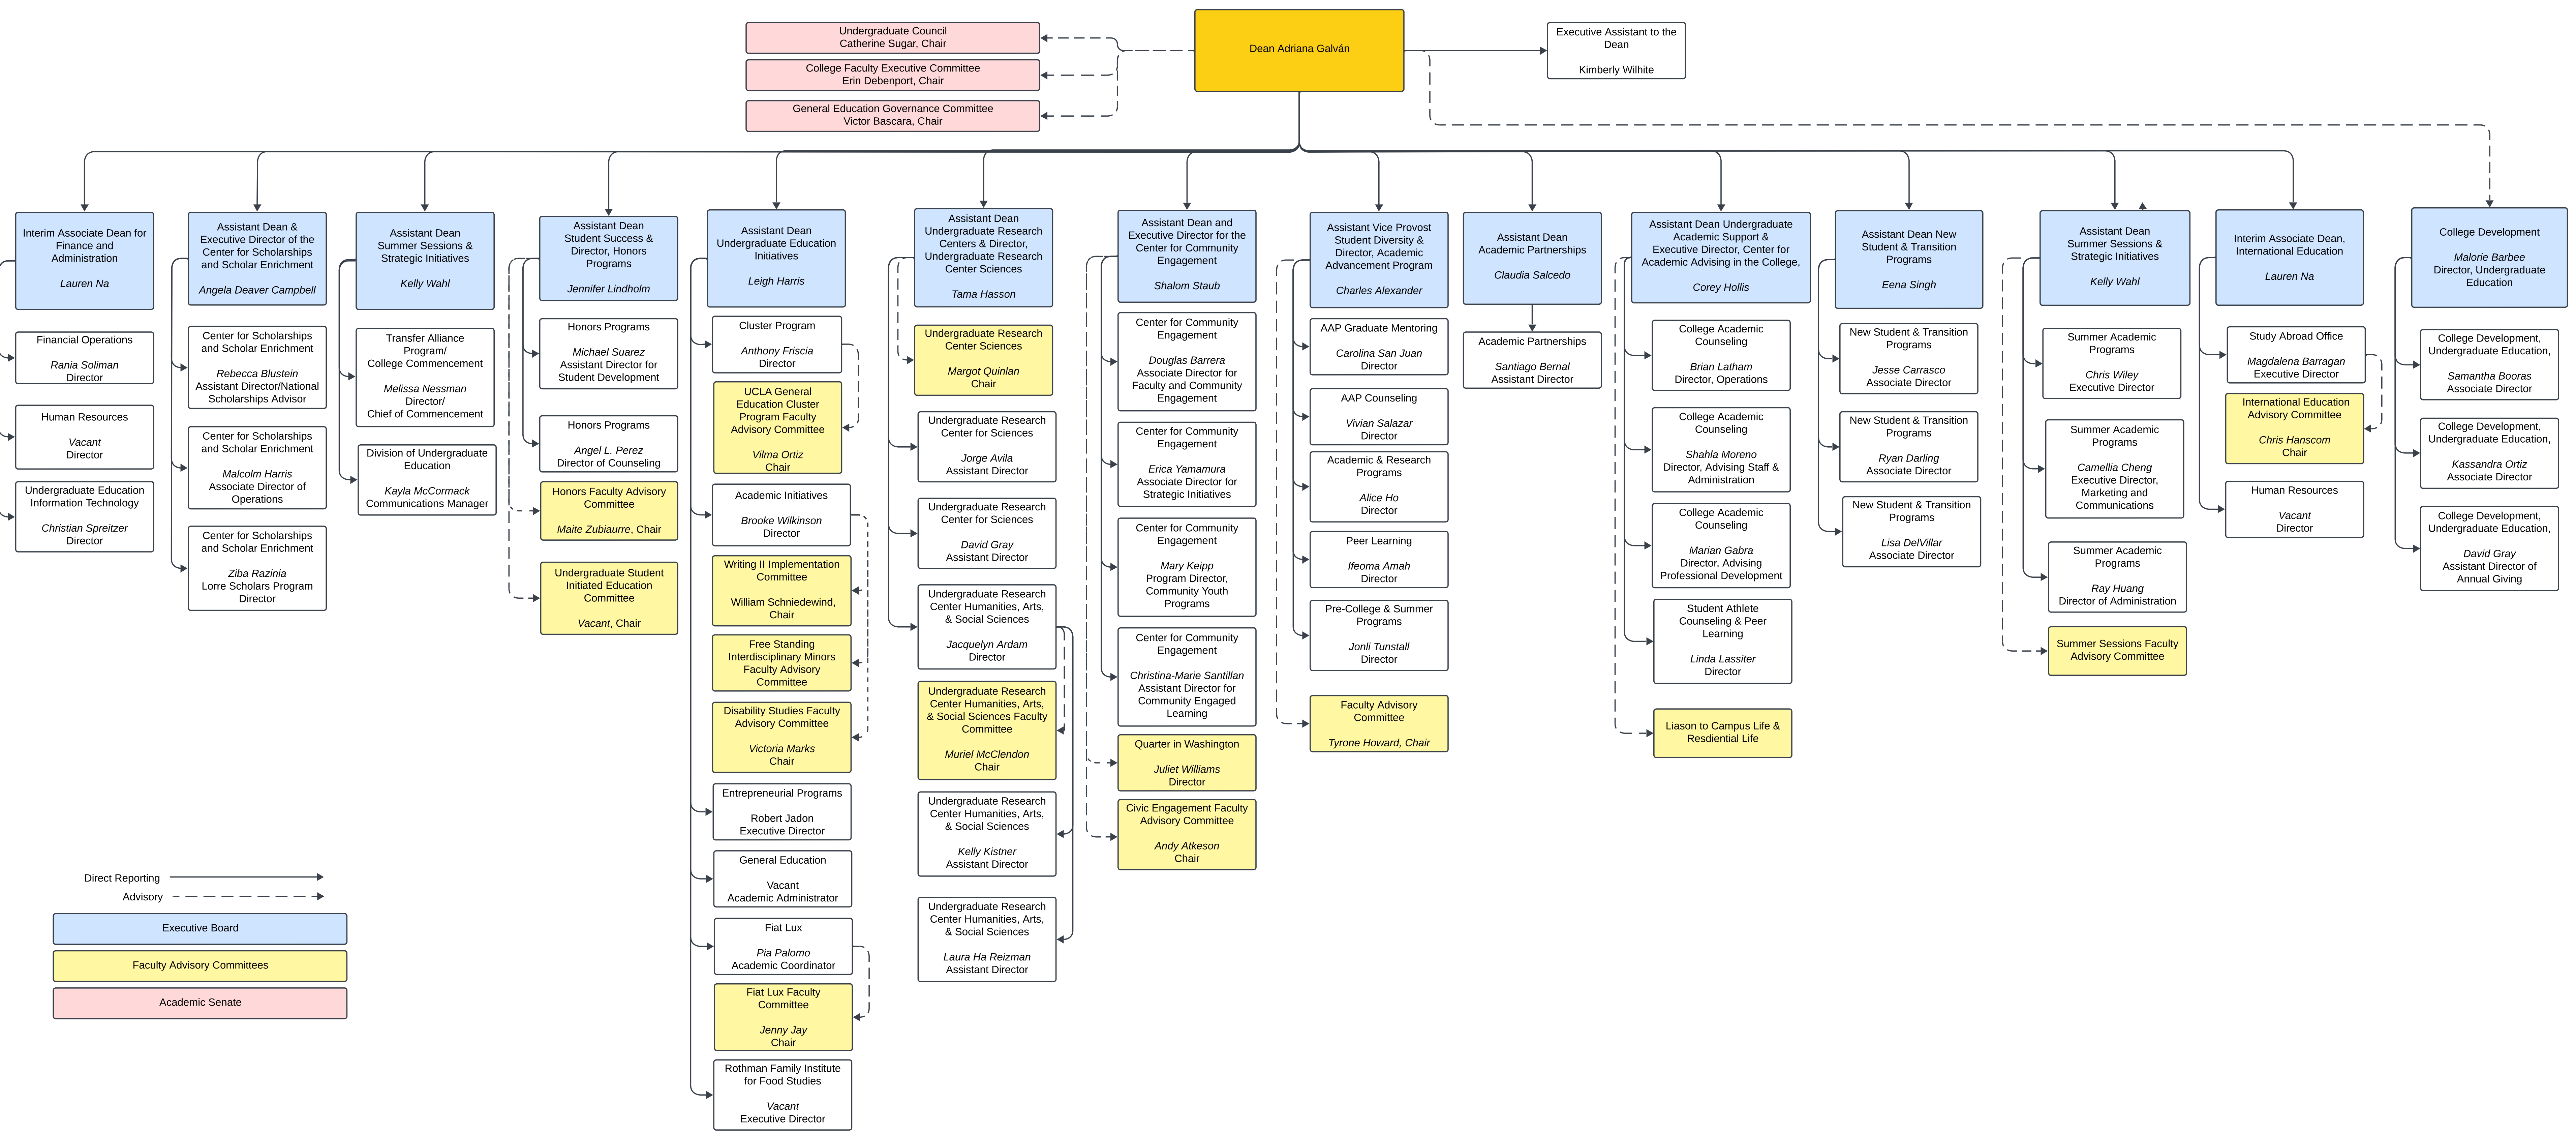 Undergraduate Council
Catherine Sugar, Chair
College Faculty Executive Committee
Erin Debenport, Chair
General Education Governance Committee
Victor Bascara, Chair
Dean Adriana Galván
Executive Assistant to the
Dean
Kimberly Wilhite
Interim Associate Dean for
Finance and
Administration
Lauren Na
Financial Operations
Rania Soliman
Director
Human Resources
Vacant
Director
Undergraduate Education
Information Technology
Christian Spreitzer
Director
Assistant Dean &
Executive Director of the
Center for Scholarships
and Scholar Enrichment
Angela Deaver Campbell
Center for Scholarships
and Scholar Enrichment
Rebecca Blustein
Assistant Director/National
Scholarships Advisor
Center for Scholarships
and Scholar Enrichment
Malcolm Harris
Associate Director of
Operations
Center for Scholarships
and Scholar Enrichment
Ziba Razinia
Lorre Scholars Program
Director
Assistant Dean
Summer Sessions &
Strategic Initiatives
Kelly Wahl
Transfer Alliance
Program/
College Commencement
Melissa Nessman
Director/
Chief of Commencement
Division of Undergraduate
Education
Kayla McCormack
Communications Manager
Assistant Dean
Student Success &
Director, Honors
Programs
Jennifer Lindholm
Honors Programs
Michael Suarez
Assistant Director for
Student Development
Honors Programs
Angel L. Perez
Director of Counseling
Honors Faculty Advisory
Committee
Maite Zubiaurre, Chair
Undergraduate Student
Initiated Education
Committee
Vacant, Chair
Assistant Dean
Undergraduate Education
Initiatives
Leigh Harris
Cluster Program
Anthony Friscia
Director
UCLA General
Education Cluster
Program Faculty
Advisory Committee
Vilma Ortiz
Chair
Academic Initiatives
Brooke Wilkinson
Director
Writing II Implementation
Committee
William Schniedewind,
Chair
Free Standing
Interdisciplinary Minors
Faculty Advisory
Committee
Disability Studies Faculty
Advisory Committee
Victoria Marks
Chair
Entrepreneurial Programs
Robert Jadon
Executive Director
General Education
Vacant
Academic Administrator
Fiat Lux
Pia Palomo
Academic Coordinator
Fiat Lux Faculty
Committee
Jenny Jay
Chair
Rothman Family Institute
for Food Studies
Vacant
Executive Director
Assistant Dean
Undergraduate Research
Centers & Director,
Undergraduate Research
Center Sciences
Tama Hasson
Undergraduate Research
Center Sciences
Margot Quinlan
Chair
Undergraduate Research
Center for Sciences
Jorge Avila
Assistant Director
Undergraduate Research
Center for Sciences
David Gray
Assistant Director
Undergraduate Research
Center Humanities, Arts,
& Social Sciences
Jacquelyn Ardam
Director
Undergraduate Research
Center Humanities, Arts,
& Social Sciences Faculty
Committee
Muriel McClendon
Chair
Undergraduate Research
Center Humanities, Arts,
& Social Sciences
Kelly Kistner
Assistant Director
Undergraduate Research
Center Humanities, Arts,
& Social Sciences
Laura Ha Reizman
Assistant Director
Assistant Dean and
Executive Director for the
Center for Community
Engagement
Shalom Staub
Center for Community
Engagement
Douglas Barrera
Associate Director for
Faculty and Community
Engagement
Center for Community
Engagement
Erica Yamamura
Associate Director for
Strategic Initiatives
Center for Community
Engagement
Mary Keipp
Program Director,
Community Youth
Programs
Center for Community
Engagement
Christina-Marie Santillan
Assistant Director for
Community Engaged
Learning
Quarter in Washington
Juliet Williams
Director
Civic Engagement Faculty
Advisory Committee
Andy Atkeson
Chair
Assistant Vice Provost
Student Diversity &
Director, Academic
Advancement Program
Charles Alexander
AAP Graduate Mentoring
Carolina San Juan
Director
AAP Counseling
Vivian Salazar
Director
Academic & Research
Programs
Alice Ho
Director
Peer Learning
Ifeoma Amah
Director
Pre-College & Summer
Programs
Jonli Tunstall
Director
Faculty Advisory
Committee
Tyrone Howard, Chair
Assistant Dean
Academic Partnerships
Claudia Salcedo
Academic Partnerships
Santiago Bernal
Assistant Director
Assistant Dean Undergraduate
Academic Support &
Executive Director, Center for
Academic Advising in the College,
Corey Hollis
College Academic
Counseling
Brian Latham
Director, Operations
College Academic
Counseling
Shahla Moreno
Director, Advising Staff &
Administration
College Academic
Counseling
Marian Gabra
Director, Advising
Professional Development
Student Athlete
Counseling & Peer
Learning
Linda Lassiter
Director
Liason to Campus Life &
Resdiential Life
Assistant Dean New
Student & Transition
Programs
Eena Singh
New Student & Transition
Programs
Jesse Carrasco
Associate Director
New Student & Transition
Programs
Ryan Darling
Associate Director
New Student & Transition
Programs
Lisa DelVillar
Associate Director
Assistant Dean
Summer Sessions &
Strategic Initiatives
Kelly Wahl
Summer Academic
Programs
Chris Wiley
Executive Director
Summer Academic
Programs
Camellia Cheng
Executive Director,
Marketing and
Communications
Summer Academic
Programs
Ray Huang
Director of Administration
Summer Sessions Faculty
Advisory Committee
Interim Associate Dean,
International Education
Lauren Na
Study Abroad Office
Magdalena Barragan
Executive Director
International Education
Advisory Committee
Chris Hanscom
Chair
Human Resources
Vacant
Director
College Development
Malorie Barbee
Director, Undergraduate
Education
College Development,
Undergraduate Education,
Samantha Booras
Associate Director
College Development,
Undergraduate Education,
Kassandra Ortiz
Associate Director
College Development,
Undergraduate Education,
David Gray
Assistant Director of
Annual Giving
Direct Reporting
Advisory
Executive Board
Faculty Advisory Committees
Academic Senate